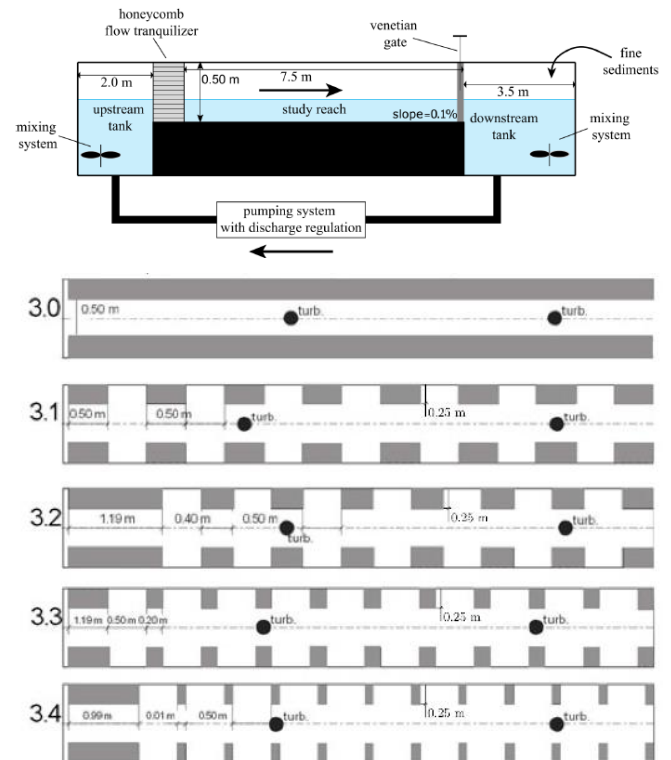 honeycomb
flow tranquilizer
venetian
gate
fine
sediments
2.0 m
0.50 m
7.5 m
3.5 m
upstream
tank
study reach
slope=0.1%
downstream
tank
mixing
system
mixing
system
pumping system
with discharge regulation
3.0
0.50 m
turb.
turb.
3.1
0.50 m
0.50 m
turb.
0.25 m
turb.
3.2
1.19 m
0.40 m
0.50 m
turb.
0.25 m
turb.
3.3
1.19 m
0.50 m
0.20 m
turb.
0.25 m
turb.
3.4
0.99 m
0.01 m
0.50 m
turb.
0.25 m
turb.